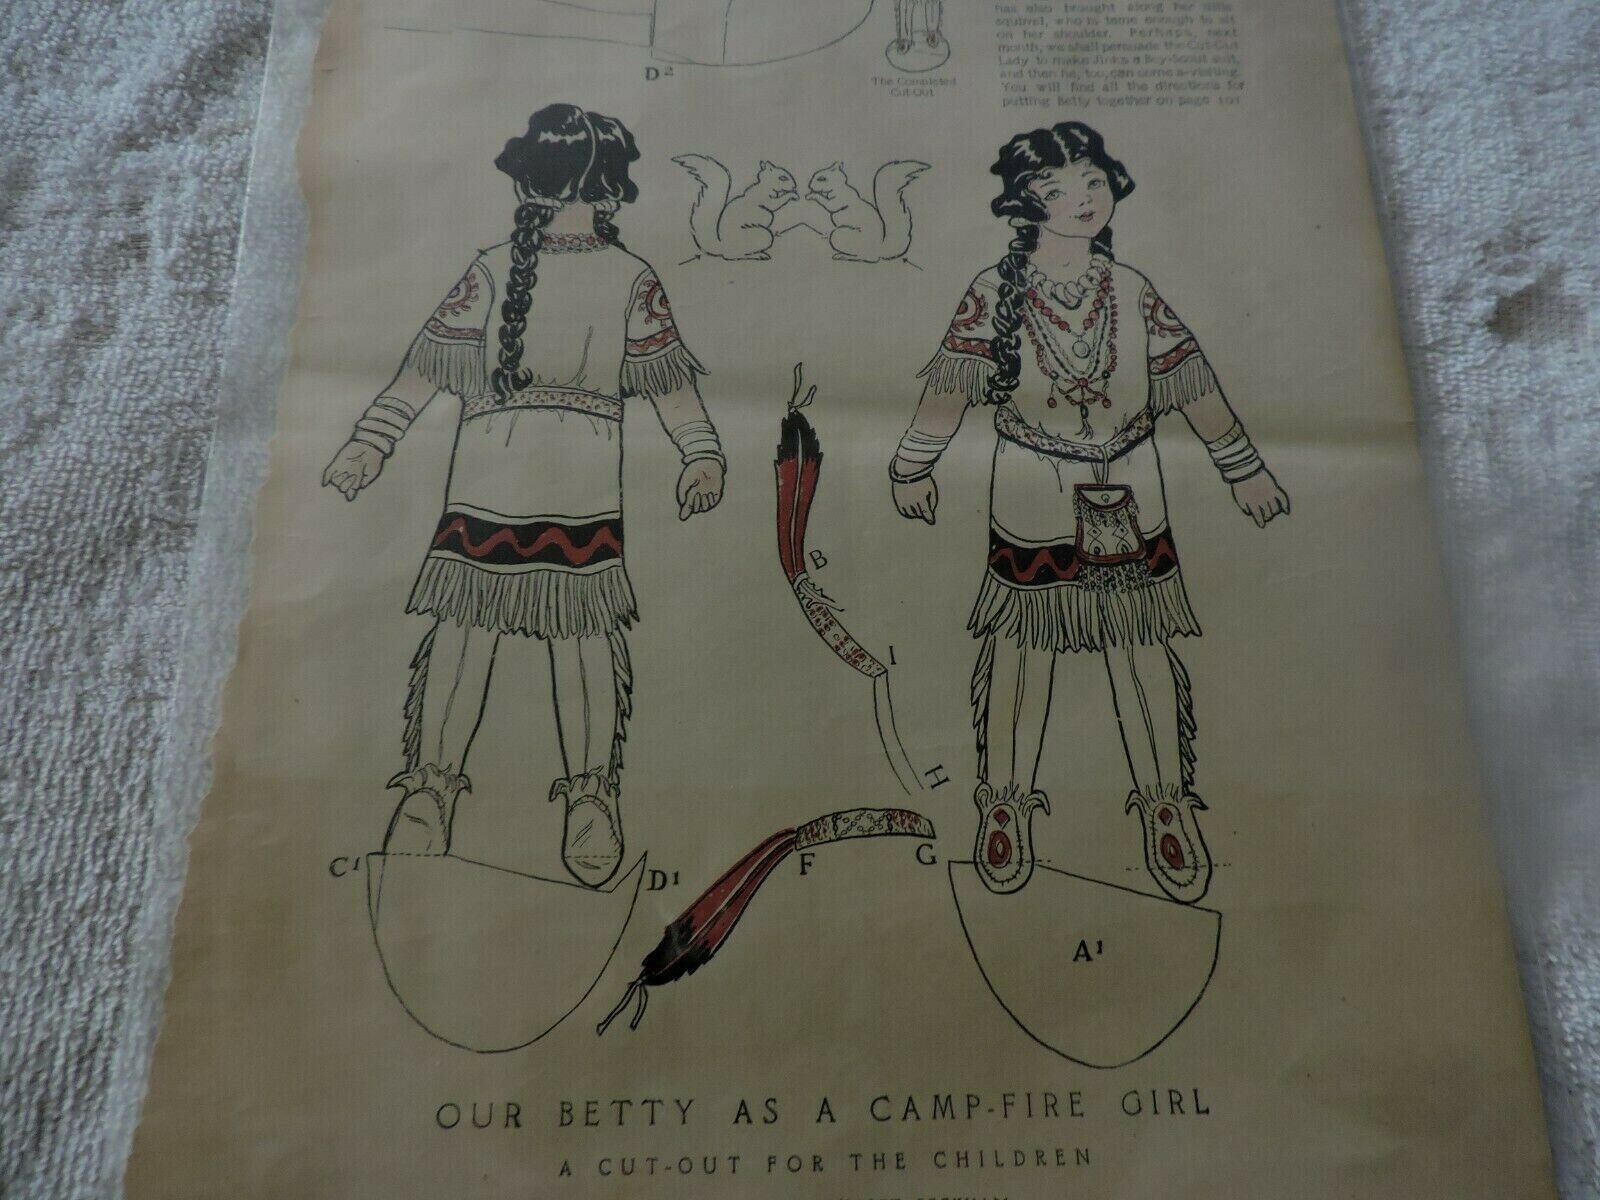 D²
The Completed
Cut-Out
has also brought along her little
squirrel, who is tame enough to sit
on her shoulder. Perhaps, next
month, we shall persuade the Cut-Out
Lady to make Jinks a Boy-Scout suit,
and then he, too, can come a-visiting.
You will find all the directions for
putting Betty together on page 101
B
I
H
F
G
C¹
D¹
A¹
OUR BETTY AS A CAMP-FIRE GIRL
A CUT-OUT FOR THE CHILDREN